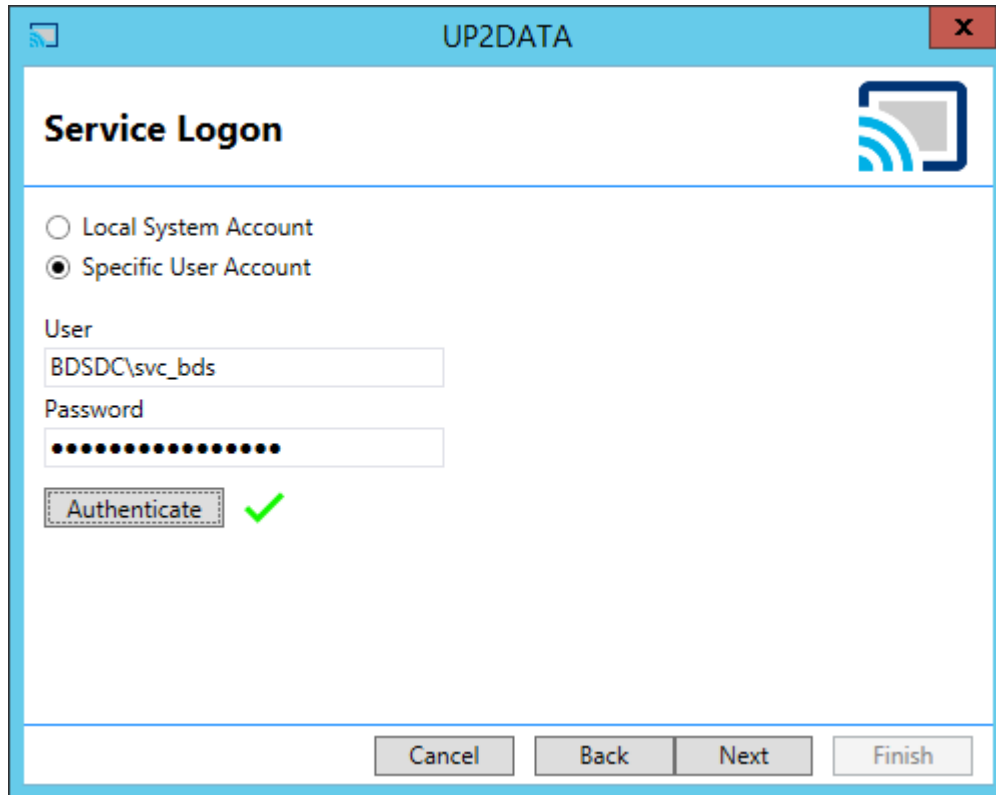 UP2DATA
x
Service Logon
Local System Account
Specific User Account
User
BDSDC\svc_bds
Password
••••••••••••••••
Authenticate
Cancel Back Next Finish